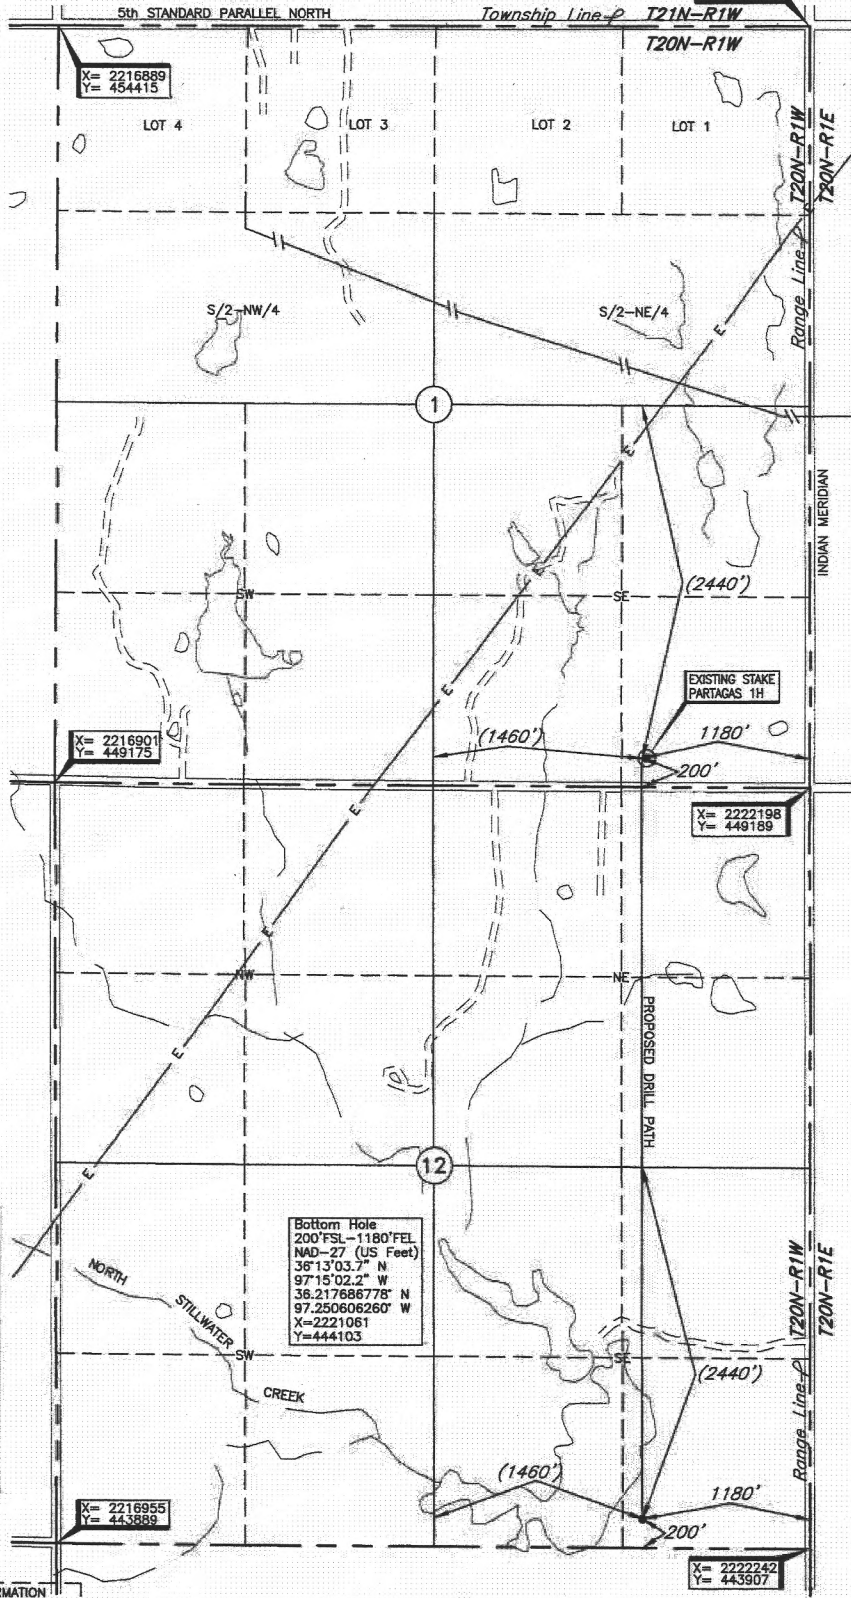 5th STANDARD PARALLEL NORTH
Township Line
T21N-R1W
T20N-R1W
X= 2216889
Y= 454415
LOT 4
LOT 3
LOT 2
LOT 1
T20N-R1W
T20N-R1E
Range Line
S/2-NW/4
S/2-NE/4
E
1
E
INDIAN MERIDIAN
(2440')
SW
SE
EXISTING STAKE
PARTAGAS 1H
E
X= 2216901
Y= 449175
(1460')
1180'
200'
E
X= 2222198
Y= 449189
E
NW
NE
PROPOSED DRILL PATH
E
12
E
Bottom Hole
200'FSL-1180'FEL
NAD-27 (US Feet)
36°13'03.7" N
97°15'02.2" W
36.217686778° N
97.250606260° W
X=2221061
Y=444103
NORTH
STILLWATER
CREEK
T20N-R1W
T20N-R1E
SW
SE
(2440')
Range Line
(1460')
1180'
X= 2216955
Y= 443889
200'
X= 2222242
Y= 443907